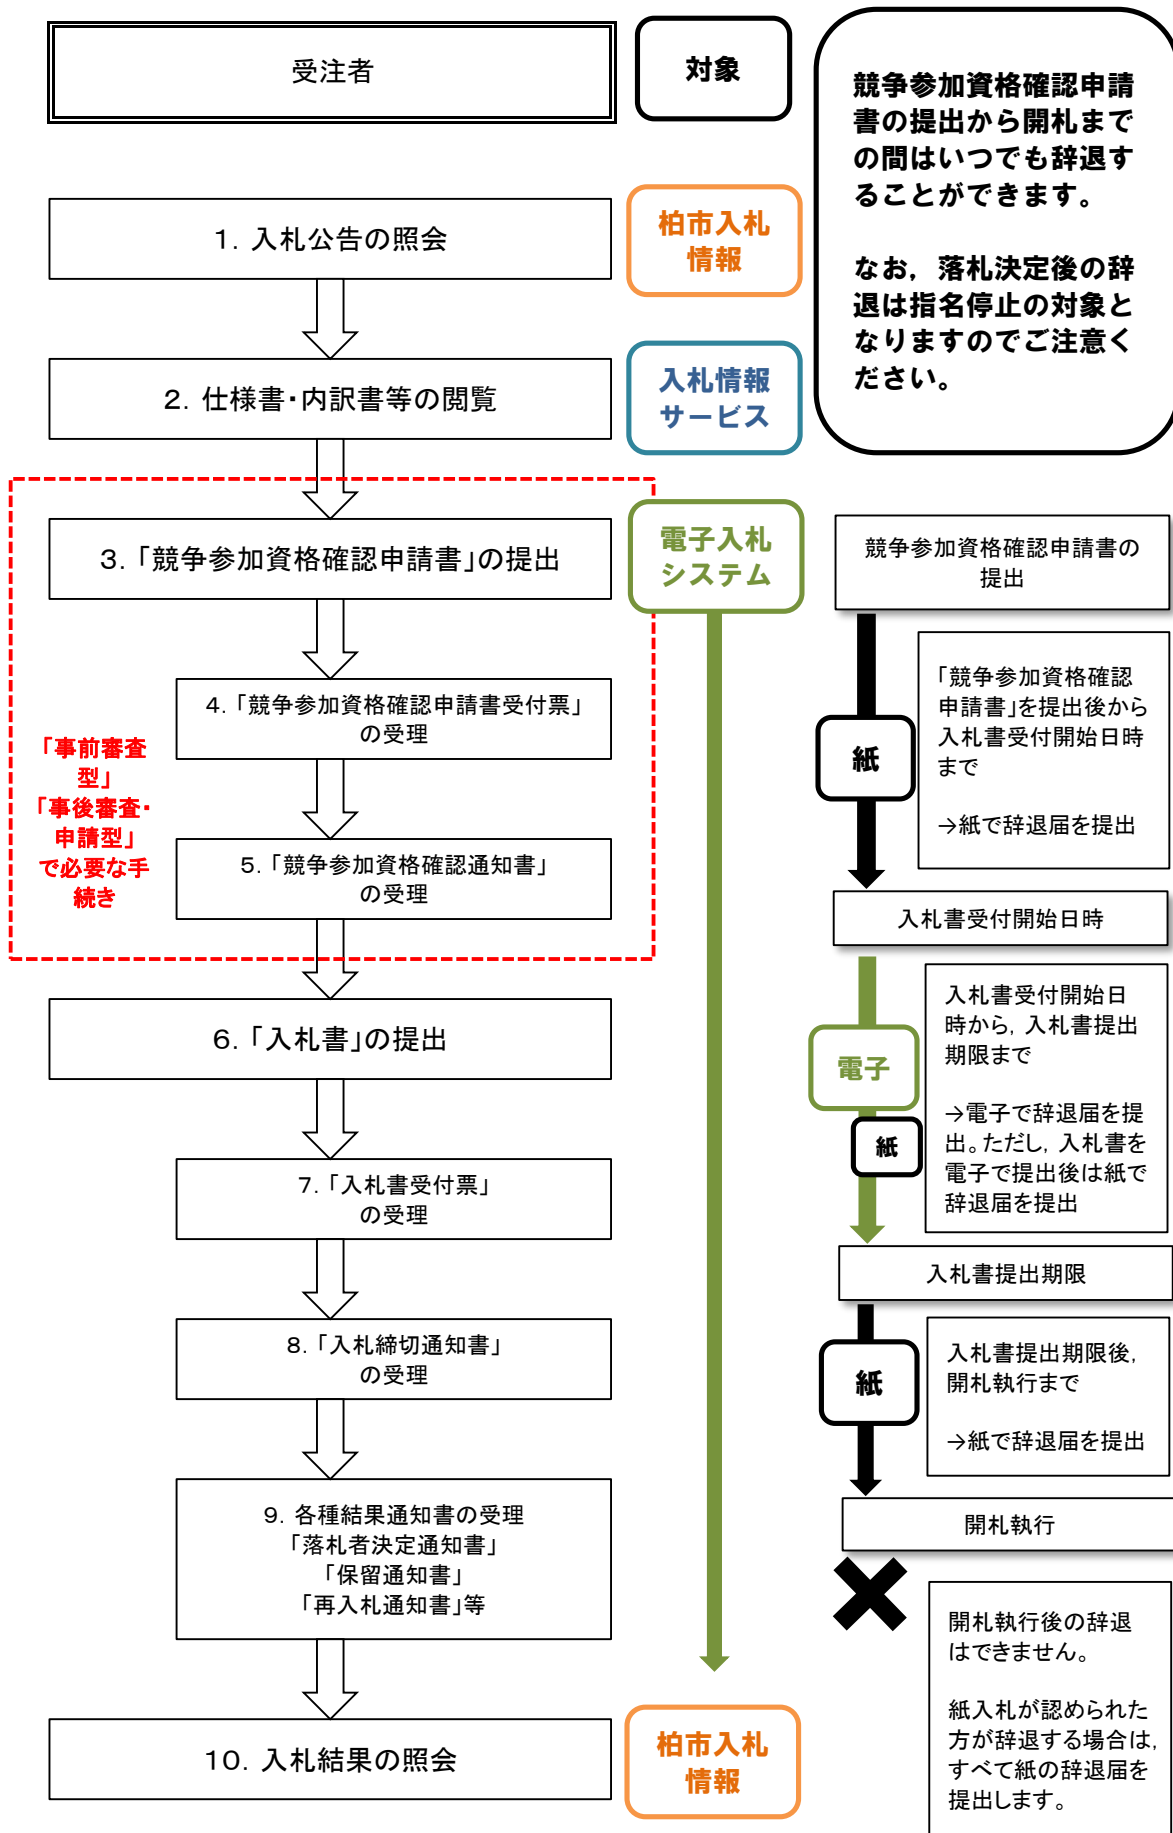 受注者
対象
競争参加資格確認申請
書の提出から開札まで
の間はいつでも辞退す
ることができます。
なお，落札決定後の辞
退は指名停止の対象と
なりますのでご注意く
ださい。
１．入札公告の照会
柏市入札
情報
２．仕様書・内訳書等の閲覧
入札情報
サービス
３．「競争参加資格確認申請書」の提出
電子入札
システム
４．「競争参加資格確認申請書受付票」
の受理
「事前審査
型」
「事後審査・
申請型」
で必要な手
続き
５．「競争参加資格確認通知書」
の受理
６．「入札書」の提出
７．「入札書受付票」
の受理
８．「入札締切通知書」
の受理
９．各種結果通知書の受理
「落札者決定通知書」
「保留通知書」
「再入札通知書」等
１０．入札結果の照会
柏市入札
情報
競争参加資格確認申請書の
提出
紙
「競争参加資格確認
申請書」を提出後から
入札書受付開始日時
まで
→紙で辞退届を提出
入札書受付開始日時
電子
紙
入札書受付開始日
時から，入札書提出
期限まで
→電子で辞退届を提
出。ただし，入札書を
電子で提出後は紙で
辞退届を提出
入札書提出期限
紙
入札書提出期限後，
開札執行まで
→紙で辞退届を提出
開札執行
開札執行後の辞退
はできません。
紙入札が認められた
方が辞退する場合は，
すべて紙の辞退届を
提出します。